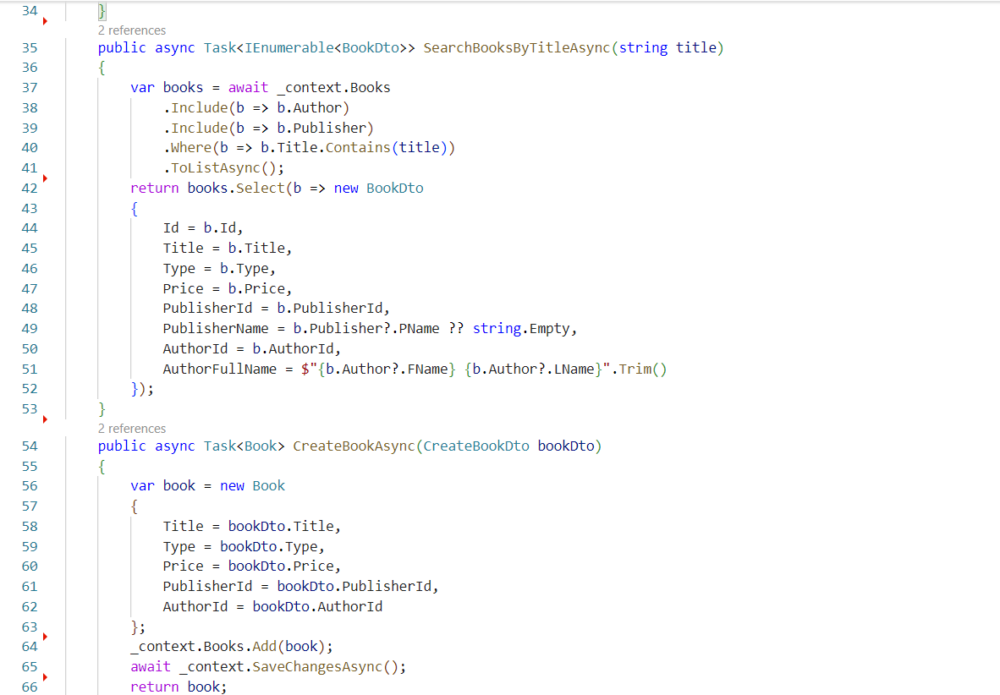 34 }
2 references
35 public async Task<IEnumerable<BookDto>> SearchBooksByTitleAsync(string title)
36 {
37 var books = await _context.Books
38 .Include(b => b.Author)
39 .Include(b => b.Publisher)
40 .Where(b => b.Title.Contains(title))
41 .ToListAsync();
42 return books.Select(b => new BookDto
43 {
44 Id = b.Id,
45 Title = b.Title,
46 Type = b.Type,
47 Price = b.Price,
48 PublisherId = b.PublisherId,
49 PublisherName = b.Publisher?.PName ?? string.Empty,
50 AuthorId = b.AuthorId,
51 AuthorFullName = $"{b.Author?.FName} {b.Author?.LName}".Trim()
52 });
53 }
2 references
54 public async Task<Book> CreateBookAsync(CreateBookDto bookDto)
55 {
56 var book = new Book
57 {
58 Title = bookDto.Title,
59 Type = bookDto.Type,
60 Price = bookDto.Price,
61 PublisherId = bookDto.PublisherId,
62 AuthorId = bookDto.AuthorId
63 };
64 _context.Books.Add(book);
65 await _context.SaveChangesAsync();
66 return book;